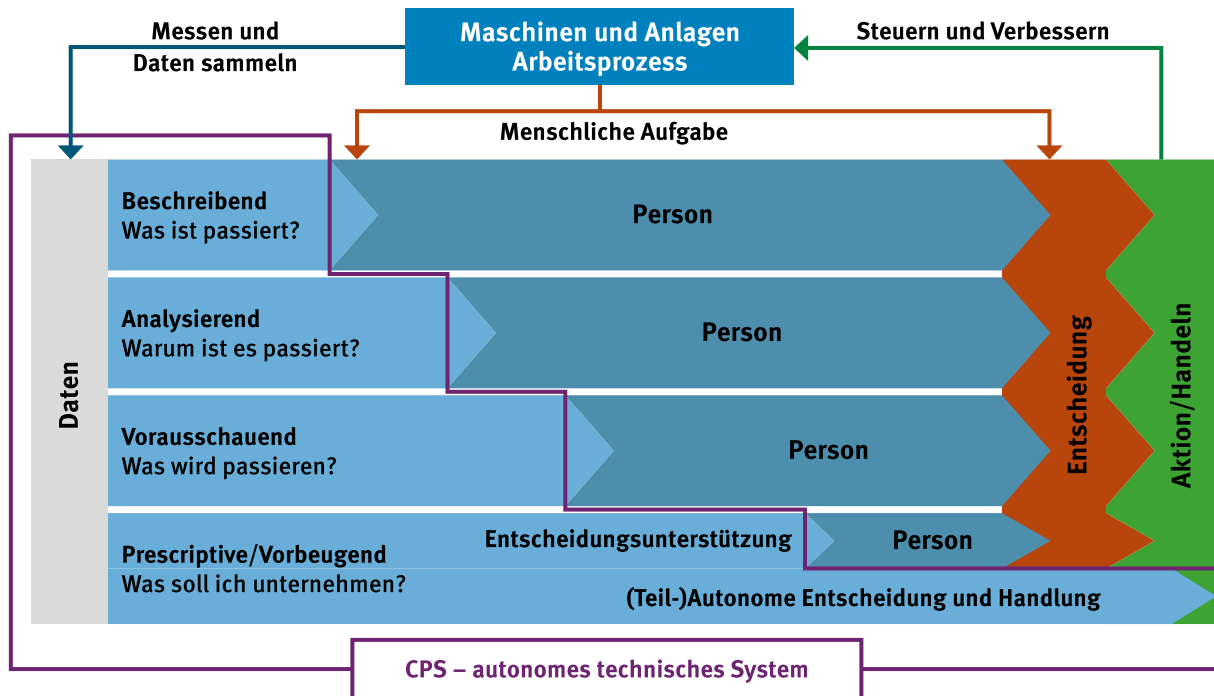 Messen und
Daten sammeln
Maschinen und Anlagen
Arbeitsprozess
Steuern und Verbessern
Menschliche Aufgabe
Daten
Beschreibend
Was ist passiert?
Person
Analysierend
Warum ist es passiert?
Person
Vorausschauend
Was wird passieren?
Person
Prescriptive/Vorbeugend
Was soll ich unternehmen?
Entscheidungsunterstützung
Person
(Teil-)Autonome Entscheidung und Handlung
Entscheidung
Aktion/Handeln
CPS – autonomes technisches System